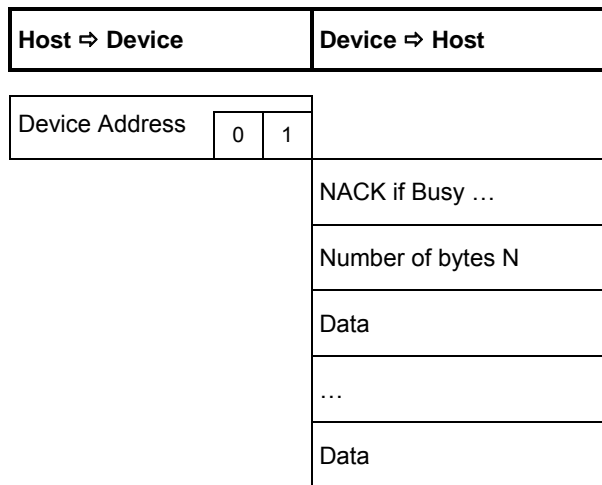 Host ⇨ Device Device ⇨ Host
Device Address 0 1
NACK if Busy …
Number of bytes N
Data
…
Data